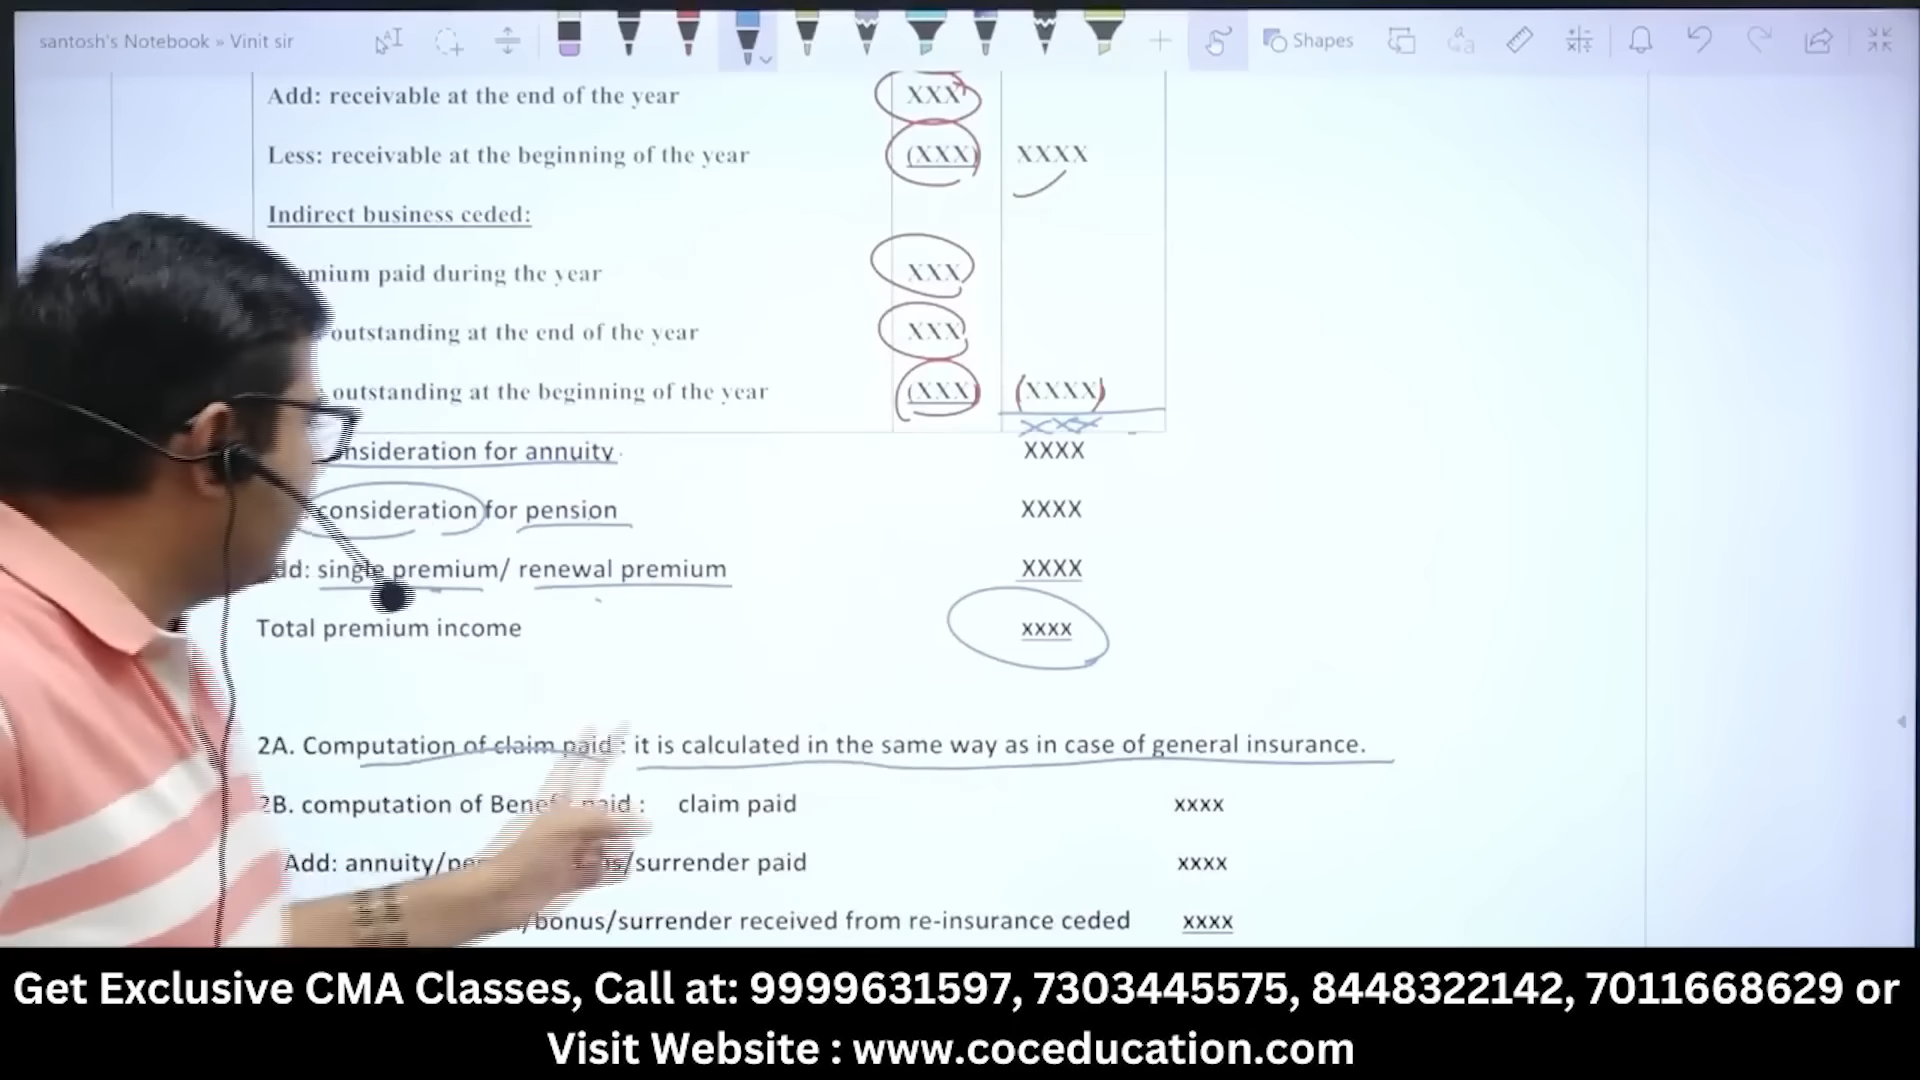 santosh's Notebook » Vinit sir
Shapes
Add: receivable at the end of the year XXX
Less: receivable at the beginning of the year (XXX) XXXX
Indirect business ceded:
paid during the year XXX
outstanding at the end of the year XXX
outstanding at the beginning of the year (XXX) (XXXX)
XXX
for annuity XXXX
consideration for pension XXXX
single premium/ renewal premium XXXX
Total premium income xxxx
2A. Computation of claim paid : it is calculated in the same way as in case of general insurance.
2B. computation of paid : claim paid xxxx
Add: annuity/ /surrender paid xxxx
/bonus/surrender received from re-insurance ceded xxxx
Get Exclusive CMA Classes, Call at: 9999631597, 7303445575, 8448322142, 7011668629 or
Visit Website : www.coceducation.com